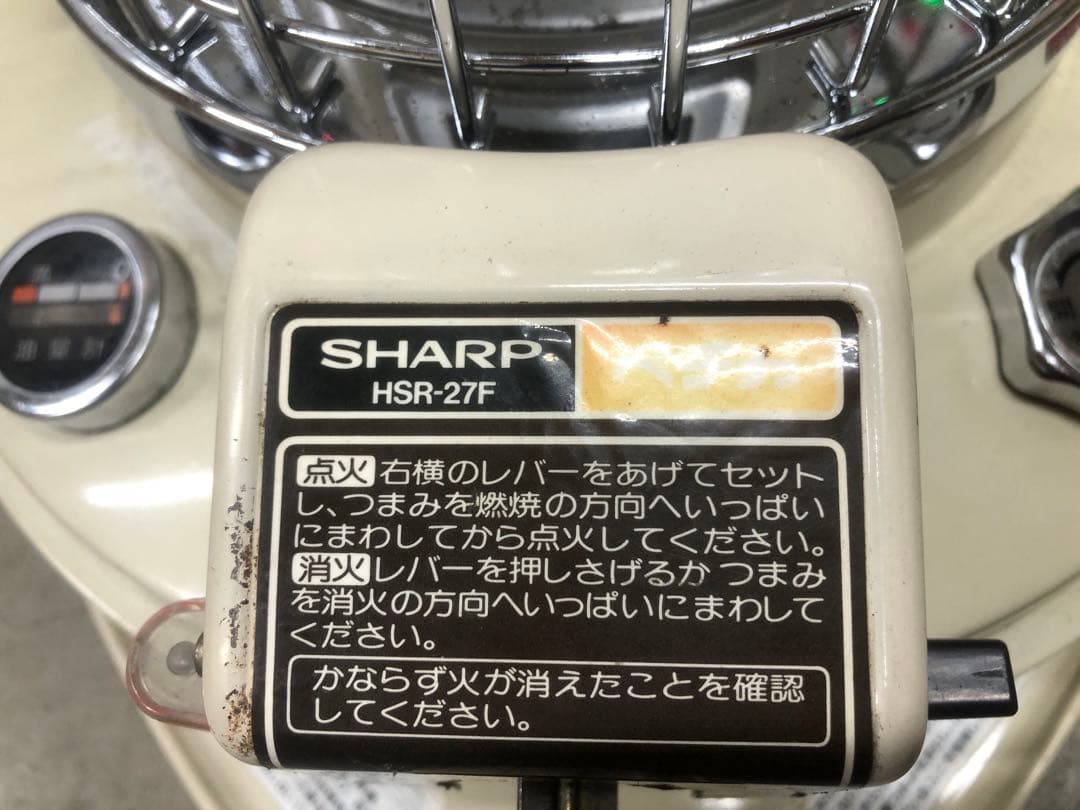 SHARP
HSR-27F
点火 右横のレバーをあげてセット
し、つまみを燃焼の方向へいっぱい
にまわしてから点火してください。
消火 レバーを押しさげるか つまみ
を消火の方向へいっぱいにまわして
ください。
かならず火が消えたことを確認
してください。
油量計